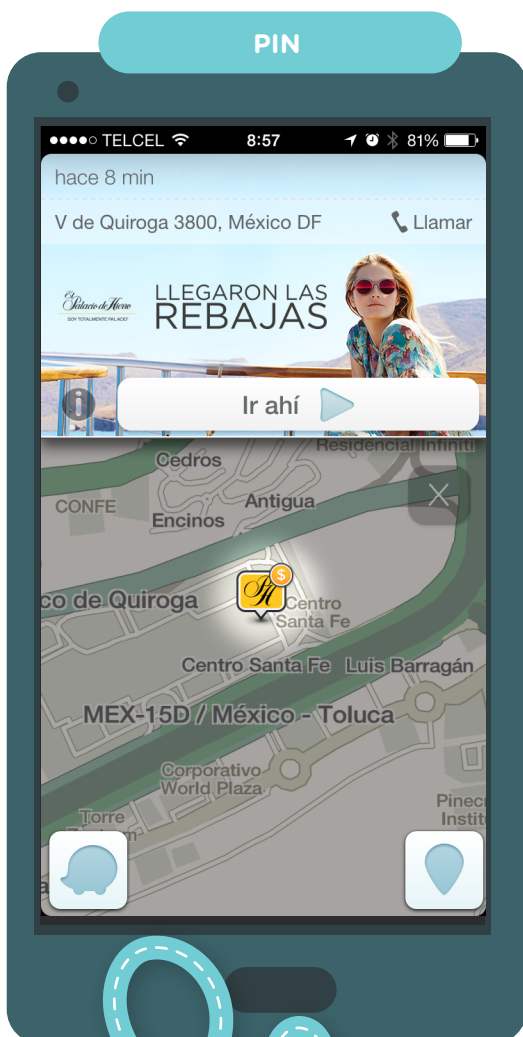 PIN
TELCEL 8:57 81%
hace 8 min
V de Quiroga 3800, México DF Llamar
El Palacio de Hierro
SOY TOTALMENTE PALACIO
LLEGARON LAS
REBAJAS
Ir ahí
Residencial Infiniti
Cedros
CONFE
Antigua
Encinos
co de Quiroga
PH
$
Centro
Santa Fe
Centro Santa Fe
Luis Barragán
MEX-15D / México - Toluca
Corporativo
World Plaza
Pinecr
Instit
Torre